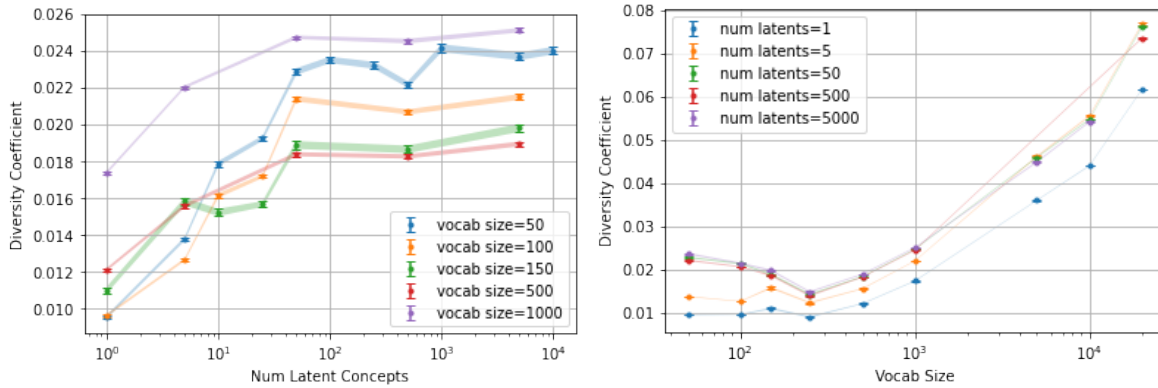 0.026
0.024
0.022
0.020
0.018
0.016
0.014
0.012
0.010
Diversity Coefficient
10^0
10^1
10^2
10^3
10^4
Num Latent Concepts
vocab size=50
vocab size=100
vocab size=150
vocab size=500
vocab size=1000
0.08
0.07
0.06
0.05
0.04
0.03
0.02
0.01
Diversity Coefficient
10^2
10^3
10^4
Vocab Size
num latents=1
num latents=5
num latents=50
num latents=500
num latents=5000